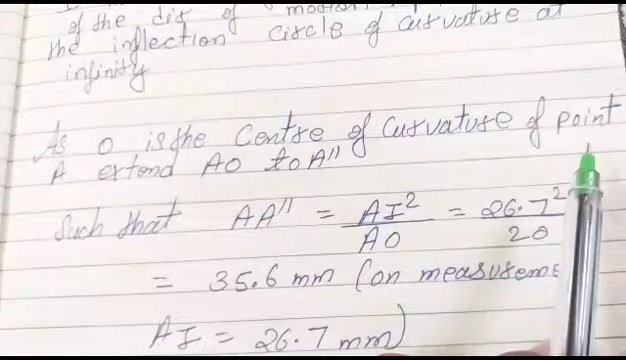 of the dir of motion
the inflection circle of curvature at
infinity
As O is the Centre of Curvature of point
A extend AO to A''
Such that AA'' = AI² / AO = 26.7² / 20
= 35.6 mm (on measureme
AI = 26.7 mm)